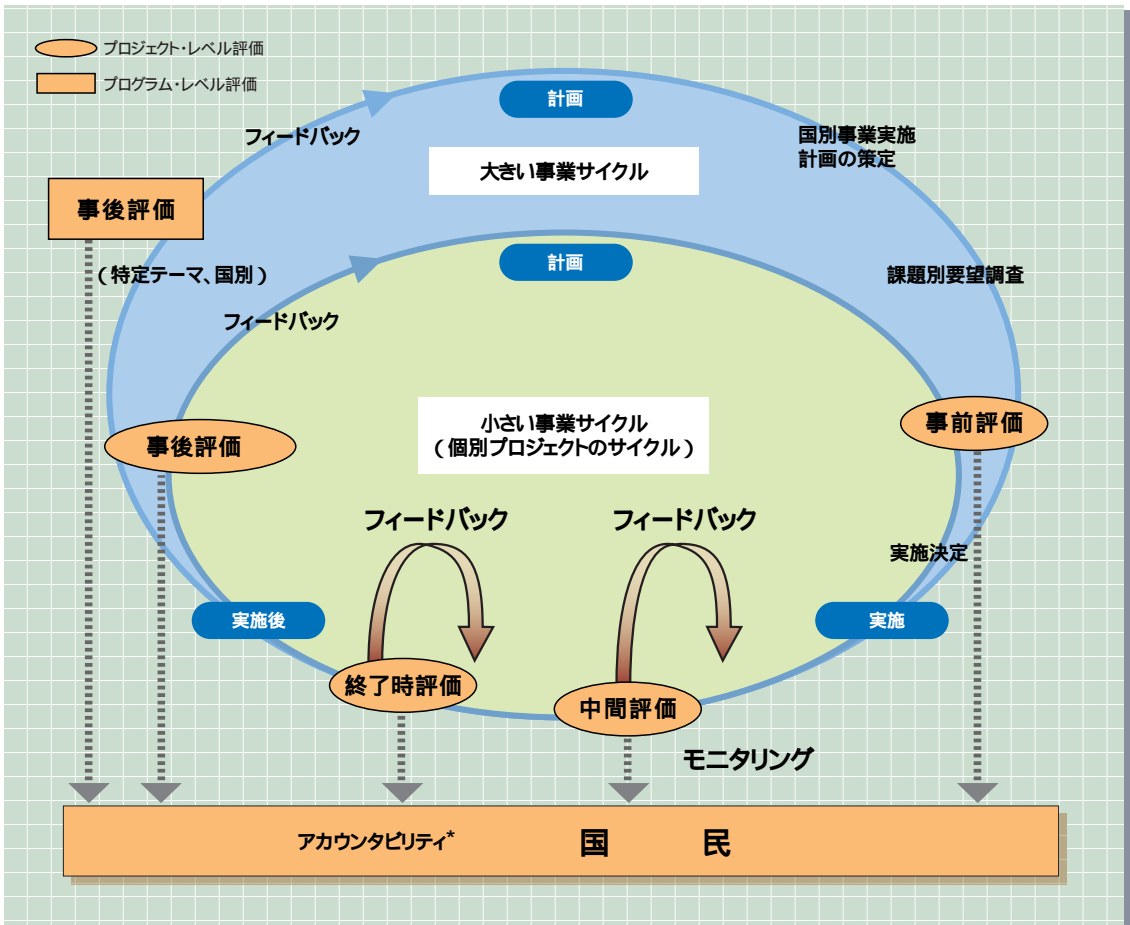 プロジェクト・レベル評価
プログラム・レベル評価
計画
フィードバック
国別事業実施
計画の策定
大きい事業サイクル
事後評価
(特定テーマ、国別)
計画
課題別要望調査
フィードバック
小さい事業サイクル
(個別プロジェクトのサイクル)
事前評価
事後評価
フィードバック
フィードバック
実施決定
実施後
実施
終了時評価
中間評価
モニタリング
アカウンタビリティ* 国 民